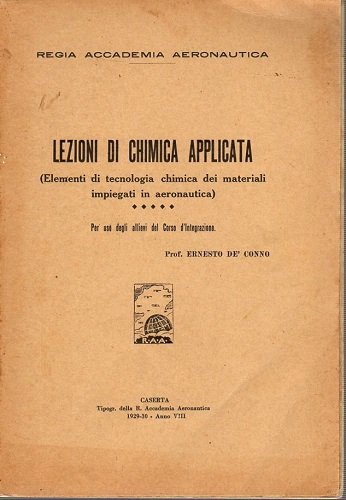 REGIA ACCADEMIA AERONAUTICA
LEZIONI DI CHIMICA APPLICATA
(Elementi di tecnologia chimica dei materiali
impiegati in aeronautica)
Per uso degli allievi del Corso d'Integrazione.
Prof. ERNESTO DE' CONNO
R.A.A.
CASERTA
Tipogr. della R. Accademia Aeronautica
1929-30 - Anno VIII